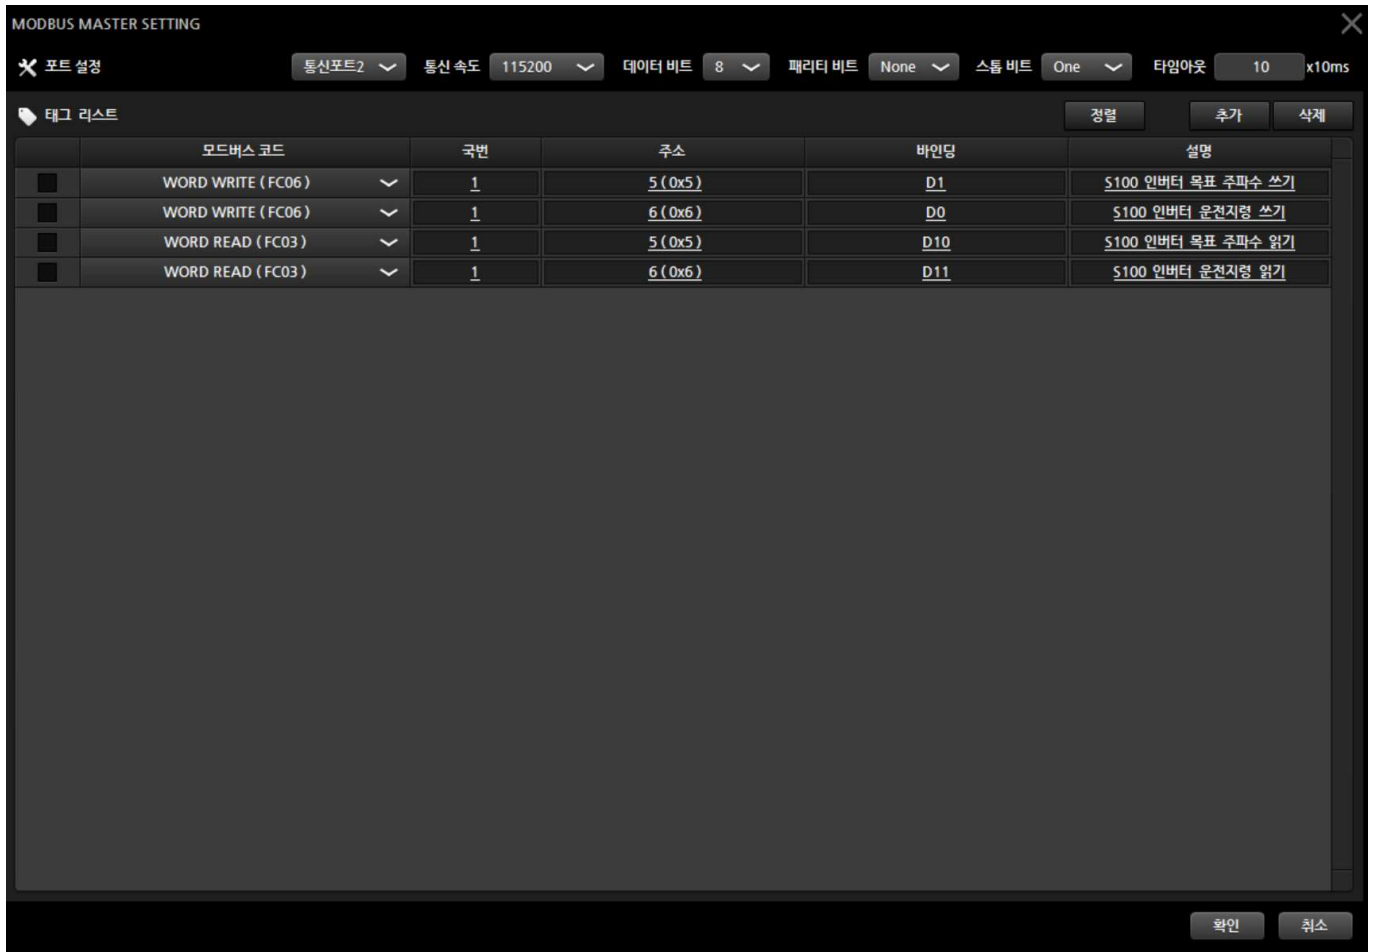 MODBUS MASTER SETTING
포트 설정 통신포트2 통신 속도 115200 데이터 비트 8 패리티 비트 None 스톱 비트 One 타임아웃 10 x10ms
태그 리스트 정렬 추가 삭제
모드버스 코드 국번 주소 바인딩 설명
WORD WRITE ( FC06 ) 1 5 ( 0x5 ) D1 S100 인버터 목표 주파수 쓰기
WORD WRITE ( FC06 ) 1 6 ( 0x6 ) D0 S100 인버터 운전지령 쓰기
WORD READ ( FC03 ) 1 5 ( 0x5 ) D10 S100 인버터 목표 주파수 읽기
WORD READ ( FC03 ) 1 6 ( 0x6 ) D11 S100 인버터 운전지령 읽기
확인 취소